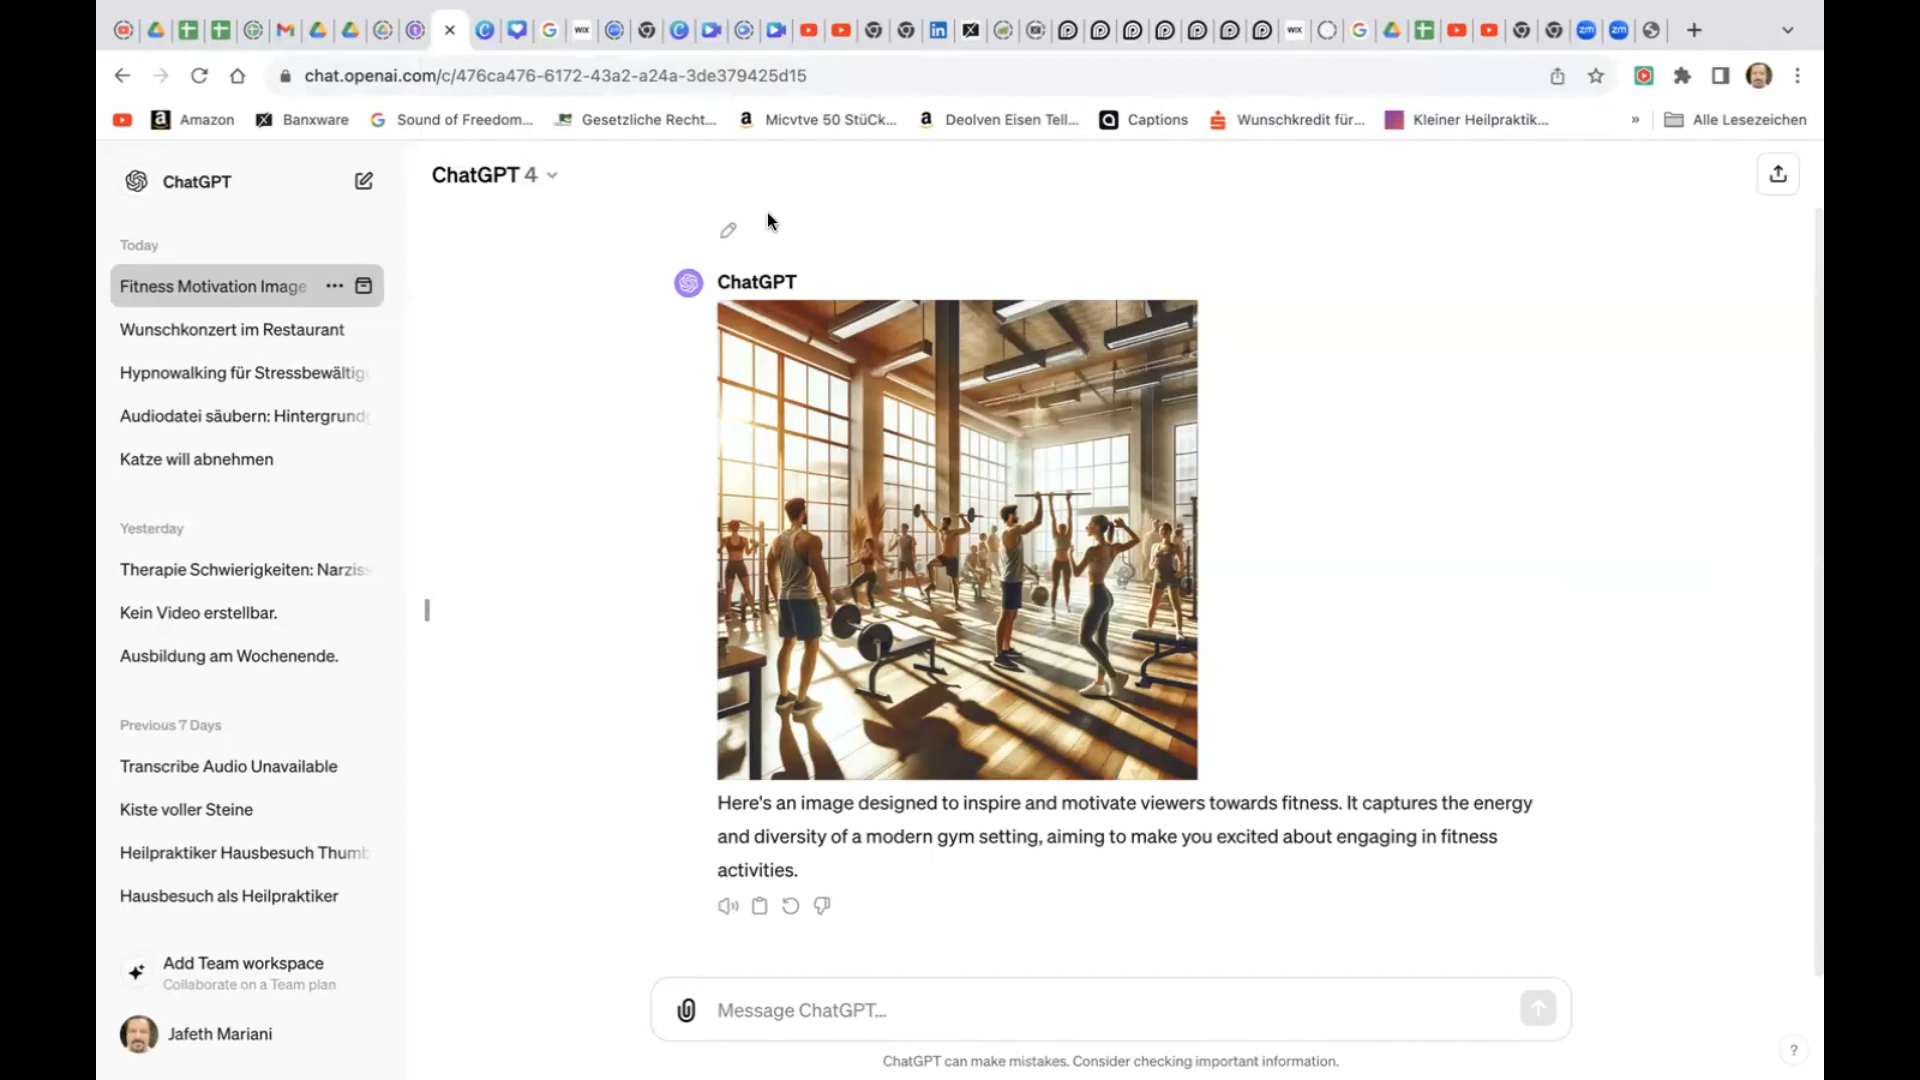 chat.openai.com/c/476ca476-6172-43a2-a24a-3de379425d15
Amazon
Banxware
Sound of Freedom...
Gesetzliche Recht...
Micvtve 50 StüCk...
Deolven Eisen Tell...
Captions
Wunschkredit für...
Kleiner Heilpraktik...
»
Alle Lesezeichen
ChatGPT
Today
Fitness Motivation Image
Wunschkonzert im Restaurant
Hypnowalking für Stressbewältig
Audiodatei säubern: Hintergrund
Katze will abnehmen
Yesterday
Therapie Schwierigkeiten: Narziss
Kein Video erstellbar.
Ausbildung am Wochenende.
Previous 7 Days
Transcribe Audio Unavailable
Kiste voller Steine
Heilpraktiker Hausbesuch Thumb
Hausbesuch als Heilpraktiker
Add Team workspace
Collaborate on a Team plan
Jafeth Mariani
ChatGPT 4
ChatGPT
Here's an image designed to inspire and motivate viewers towards fitness. It captures the energy
and diversity of a modern gym setting, aiming to make you excited about engaging in fitness
activities.
Message ChatGPT...
ChatGPT can make mistakes. Consider checking important information.
?